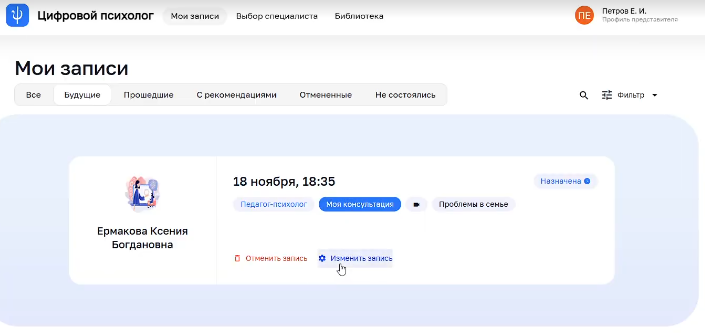 Цифровой психолог
Мои записи
Выбор специалиста
Библиотека
ПЕ
Петров Е. И.
Профиль представителя
Мои записи
Все
Будущие
Прошедшие
С рекомендациями
Отмененные
Не состоялись
Фильтр
Ермакова Ксения
Богдановна
18 ноября, 18:35
Назначена
Педагог-психолог
Моя консультация
Проблемы в семье
Отменить запись
Изменить запись